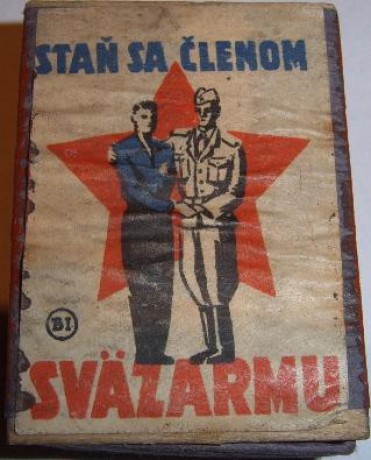 STAŇ SA ČLENOM
BI
SVÄZARMU